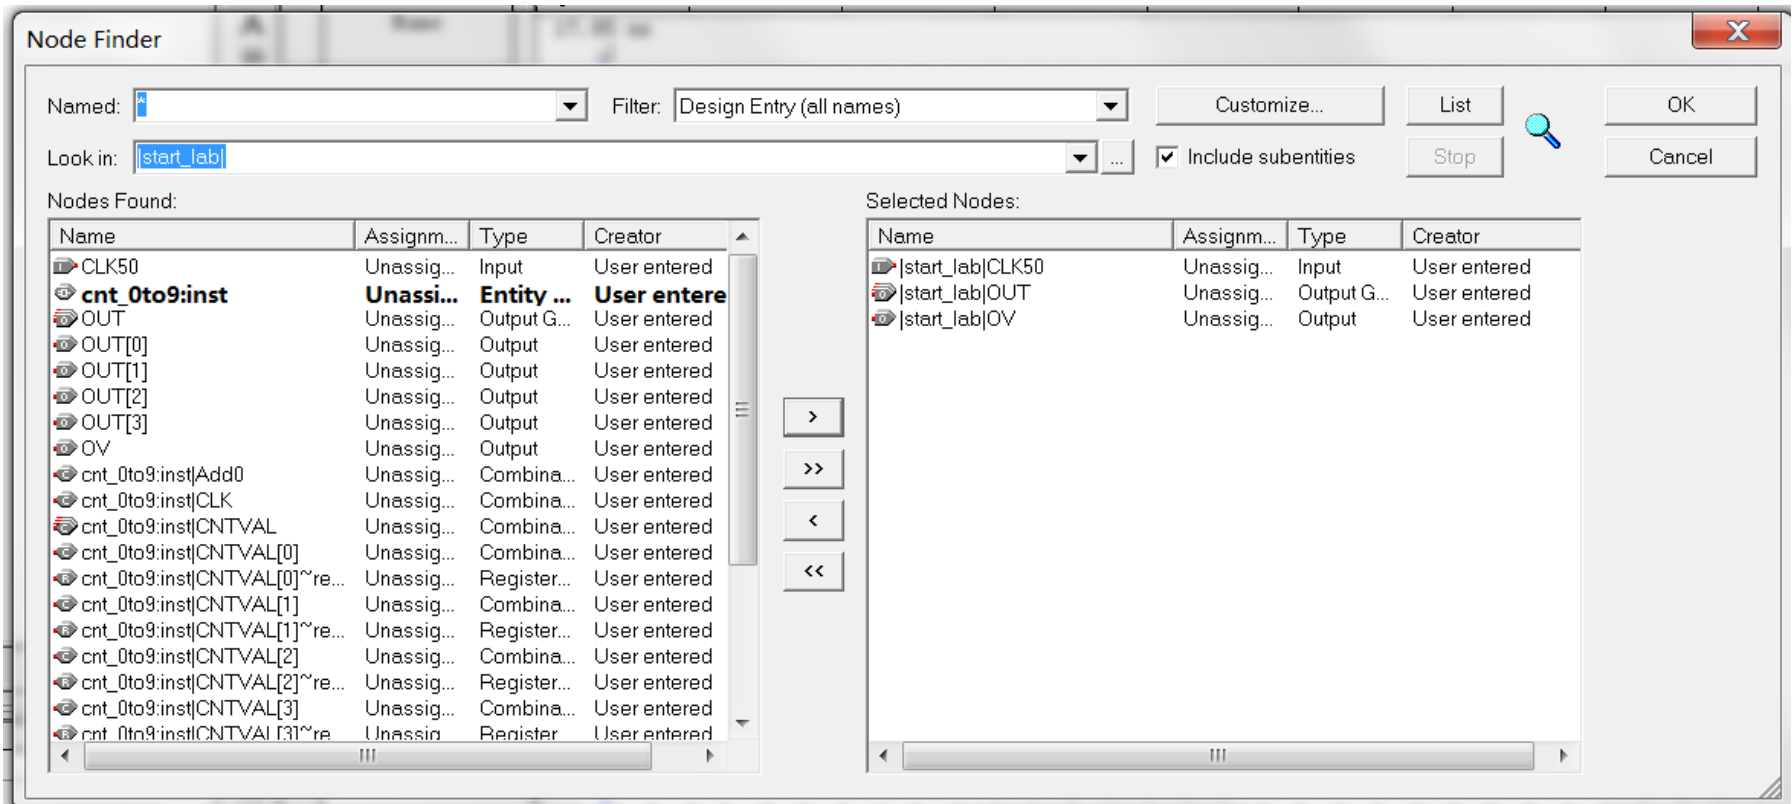 Node Finder
Named: * Filter: Design Entry (all names) Customize... List OK
Look in: |start_lab| ... Include subentities Stop Cancel
Nodes Found: Selected Nodes:
Name Assignm... Type Creator Name Assignm... Type Creator
CLK50 Unassig... Input User entered |start_lab|CLK50 Unassig... Input User entered
cnt_0to9:inst Unassi... Entity ... User entere |start_lab|OUT Unassig... Output G... User entered
OUT Unassig... Output G... User entered |start_lab|OV Unassig... Output User entered
OUT[0] Unassig... Output User entered
OUT[1] Unassig... Output User entered
OUT[2] Unassig... Output User entered
OUT[3] Unassig... Output User entered >
OV Unassig... Output User entered
cnt_0to9:inst|Add0 Unassig... Combina... User entered >>
cnt_0to9:inst|CLK Unassig... Combina... User entered
cnt_0to9:inst|CNTVAL Unassig... Combina... User entered <
cnt_0to9:inst|CNTVAL[0] Unassig... Combina... User entered
cnt_0to9:inst|CNTVAL[0]~re... Unassig... Register... User entered <<
cnt_0to9:inst|CNTVAL[1] Unassig... Combina... User entered
cnt_0to9:inst|CNTVAL[1]~re... Unassig... Register... User entered
cnt_0to9:inst|CNTVAL[2] Unassig... Combina... User entered
cnt_0to9:inst|CNTVAL[2]~re... Unassig... Register... User entered
cnt_0to9:inst|CNTVAL[3] Unassig... Combina... User entered
cnt_0to9:inst|CNTVAL[3]~re Unassig Register User entered